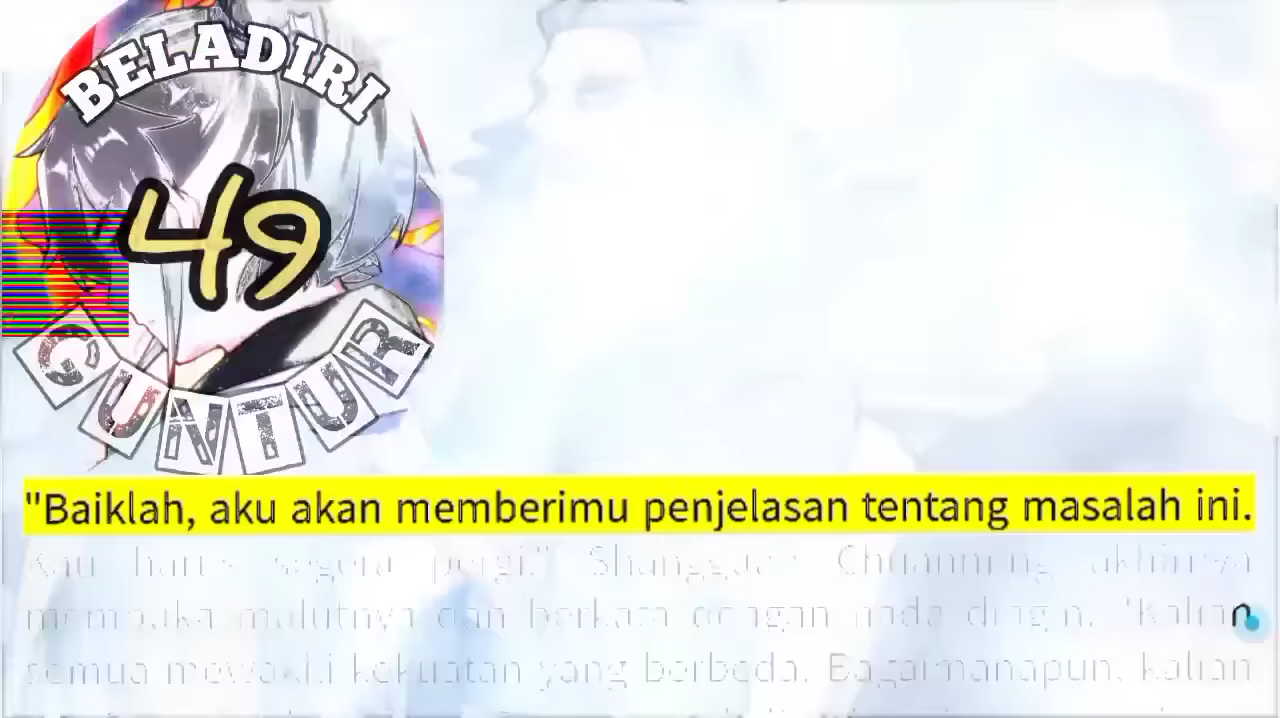 BELADIRI
49
GUNTUR
"Baiklah, aku akan memberimu penjelasan tentang masalah ini.
Kau harus segera pergi." Shangguan akhirnya
membuka mulutnya dan berkata dengan nada dingin. "Kalian
semua mewakili kekuatan yang berbeda. Bagaimanapun, kalian